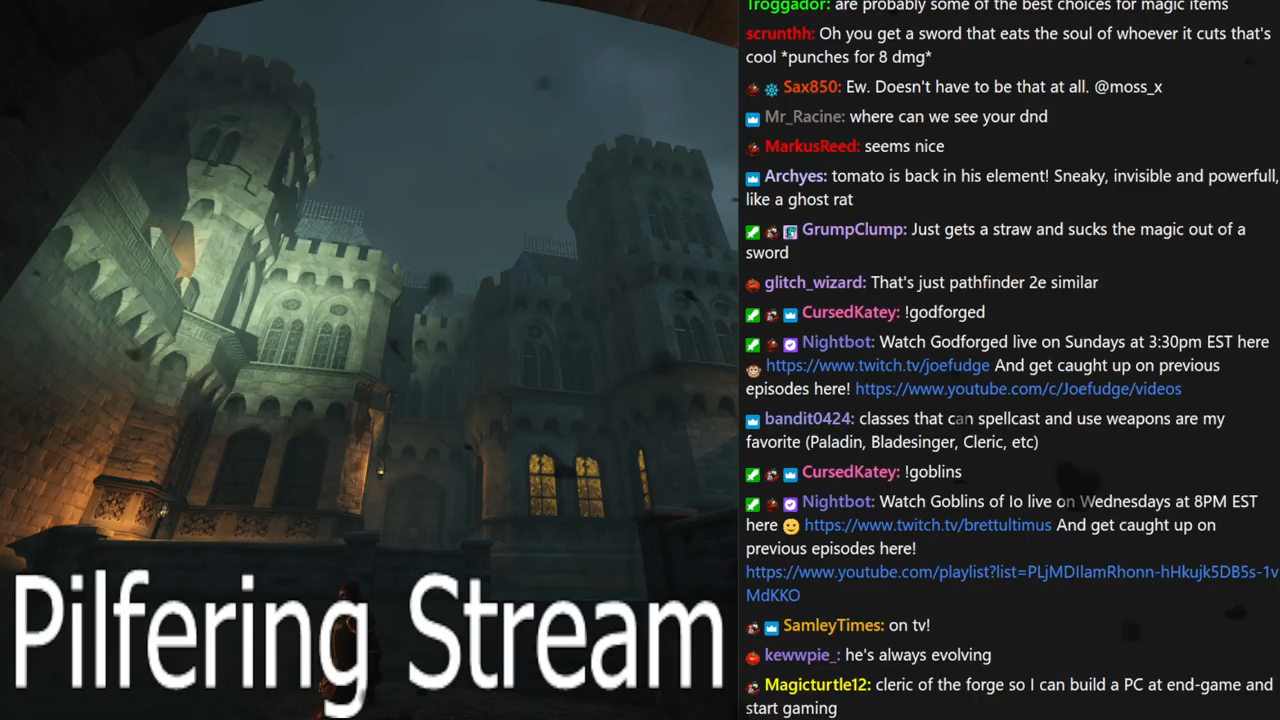 Troggador: are probably some of the best choices for magic items
scrunthh: Oh you get a sword that eats the soul of whoever it cuts that's
cool *punches for 8 dmg*
Sax850: Ew. Doesn't have to be that at all. @moss_x
Mr_Racine: where can we see your dnd
MarkusReed: seems nice
Archyes: tomato is back in his element! Sneaky, invisible and powerfull,
like a ghost rat
GrumpClump: Just gets a straw and sucks the magic out of a
sword
glitch_wizard: That's just pathfinder 2e similar
CursedKatey: !godforged
Nightbot: Watch Godforged live on Sundays at 3:30pm EST here
https://www.twitch.tv/joefudge And get caught up on previous
episodes here! https://www.youtube.com/c/Joefudge/videos
bandit0424: classes that can spellcast and use weapons are my
favorite (Paladin, Bladesinger, Cleric, etc)
CursedKatey: !goblins
Nightbot: Watch Goblins of Io live on Wednesdays at 8PM EST
here https://www.twitch.tv/brettultimus And get caught up on
previous episodes here!
https://www.youtube.com/playlist?list=PLjMDIlamRhonn-hHkujk5DB5s-1v
MdKKO
SamleyTimes: on tv!
kewwpie_: he's always evolving
Magicturtle12: cleric of the forge so I can build a PC at end-game and
start gaming
Pilfering Stream